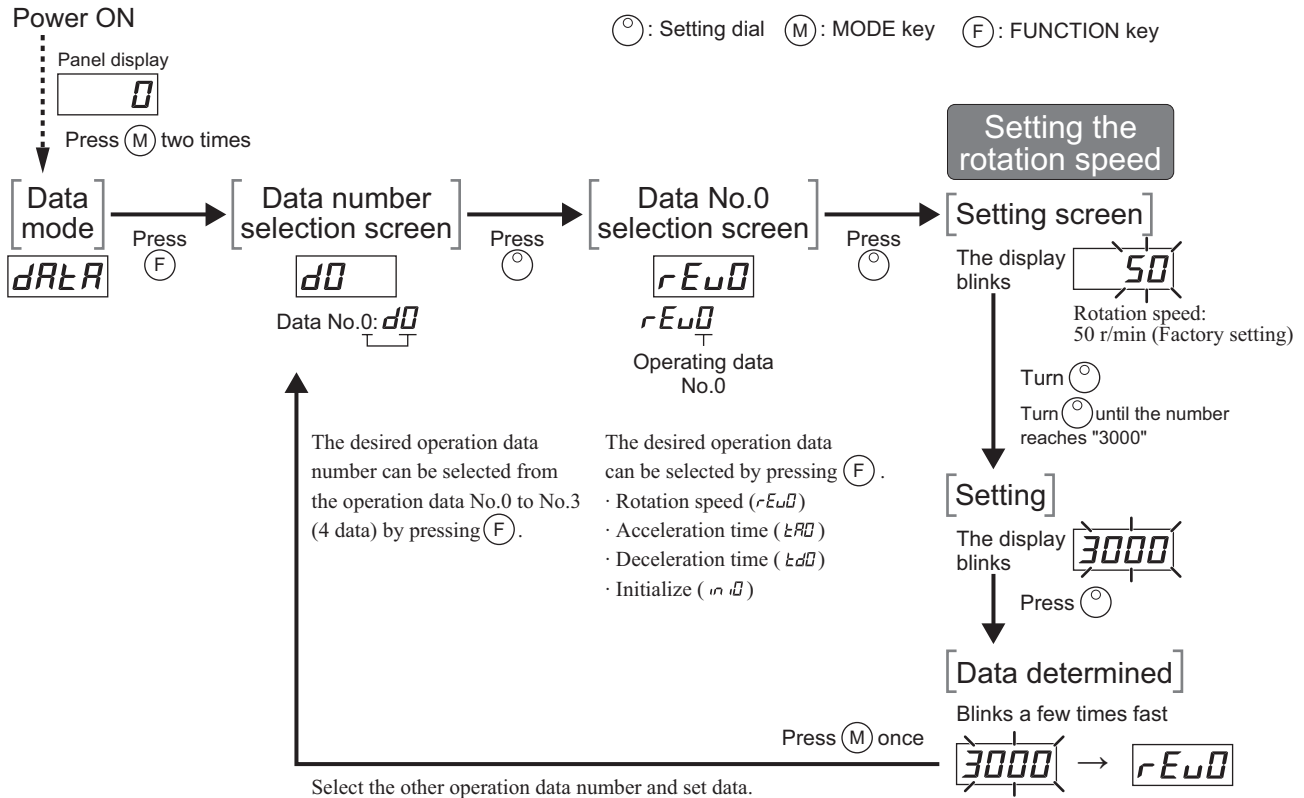 Power ON
: Setting dial M : MODE key F : FUNCTION key
Panel display
0
Press M two times
Setting the
rotation speed
Data
mode
dAtA
Press
F
Data number
selection screen
d0
Data No.0: d0
Press
Data No.0
selection screen
rEv0
rEv0
Operating data
No.0
Press
Setting screen
The display
blinks
50
Rotation speed:
50 r/min (Factory setting)
Turn
Turn until the number
reaches "3000"
The desired operation data
number can be selected from
the operation data No.0 to No.3
(4 data) by pressing F .
The desired operation data
can be selected by pressing F .
· Rotation speed (rEv0)
· Acceleration time ( tA0 )
· Deceleration time ( td0 )
· Initialize ( ini0 )
Setting
The display
blinks
3000
Press
Data determined
Blinks a few times fast
3000 → rEv0
Press M once
Select the other operation data number and set data.